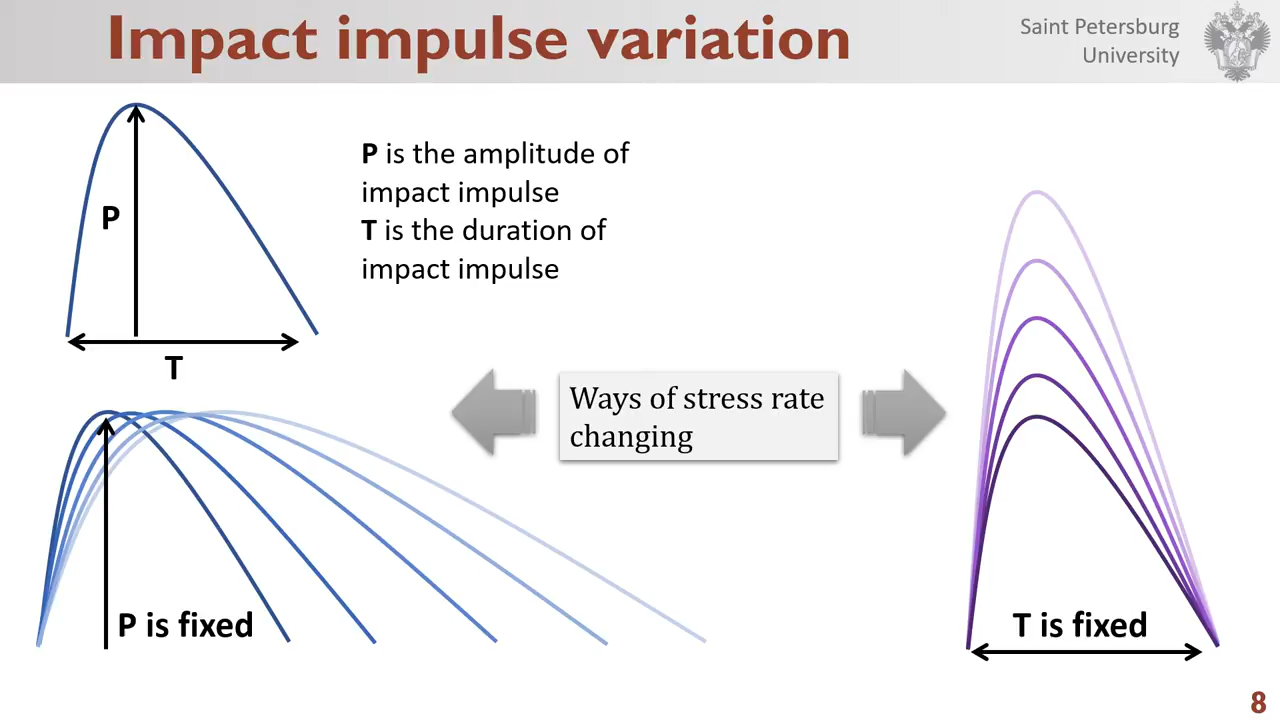 Impact impulse variation
Saint Petersburg
University
P
P is the amplitude of
impact impulse
T is the duration of
impact impulse
T
Ways of stress rate
changing
P is fixed
T is fixed
8